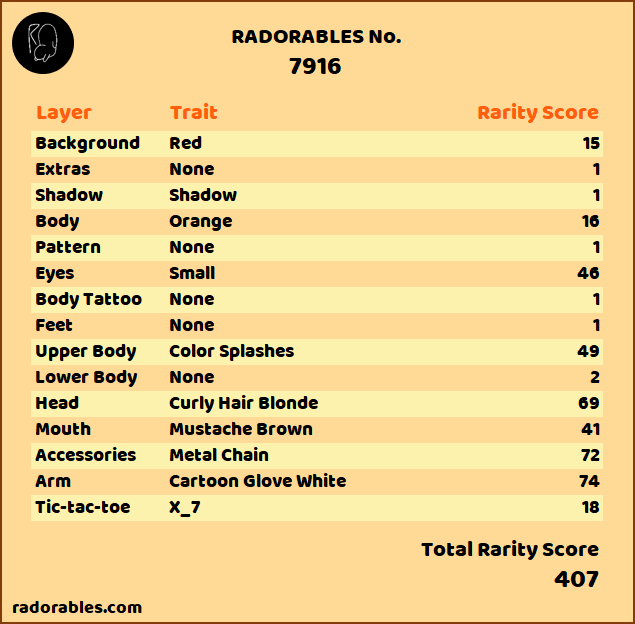 RADORABLES No.
7916
Layer Trait Rarity Score
Background Red 15
Extras None 1
Shadow Shadow 1
Body Orange 16
Pattern None 1
Eyes Small 46
Body Tattoo None 1
Feet None 1
Upper Body Color Splashes 49
Lower Body None 2
Head Curly Hair Blonde 69
Mouth Mustache Brown 41
Accessories Metal Chain 72
Arm Cartoon Glove White 74
Tic-tac-toe X_7 18
Total Rarity Score
407
radorables.com